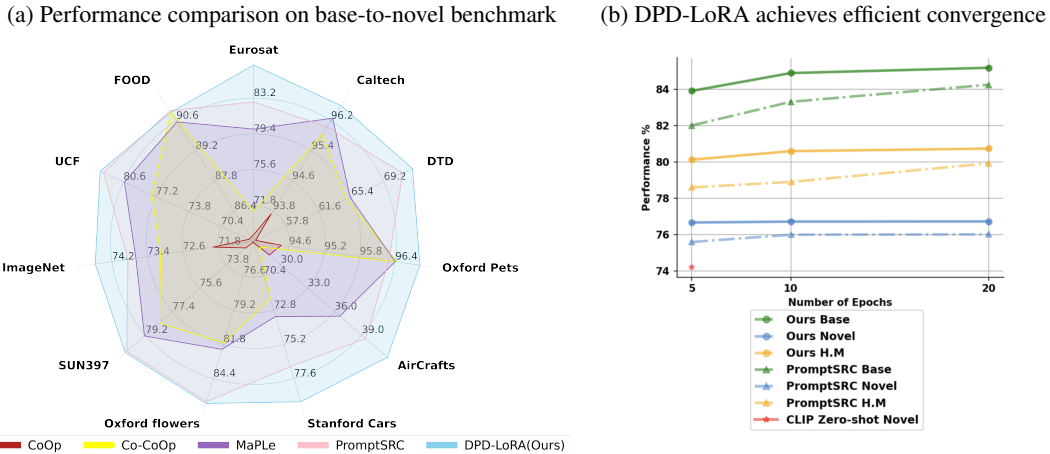 (a) Performance comparison on base-to-novel benchmark
Eurosat
FOOD
Caltech
83.2
90.6
96.2
79.4
89.2
95.4
UCF
DTD
80.6
75.6
69.2
77.2
87.8
94.6
65.4
73.8
86.4
71.8
93.8
61.6
70.4
57.8
72.6
71.8
94.6
95.2
95.8
96.4
ImageNet
74.2
73.4
Oxford Pets
73.8
76.6
70.4
30.0
75.6
33.0
77.4
79.2
72.8
36.0
79.2
81.8
75.2
39.0
SUN397
AirCrafts
84.4
77.6
Oxford flowers
Stanford Cars
CoOp
Co-CoOp
MaPLe
PromptSRC
DPD-LoRA(Ours)
(b) DPD-LoRA achieves efficient convergence
Performance %
84
82
80
78
76
74
5
10
20
Number of Epochs
Ours Base
Ours Novel
Ours H.M
PromptSRC Base
PromptSRC Novel
PromptSRC H.M
CLIP Zero-shot Novel